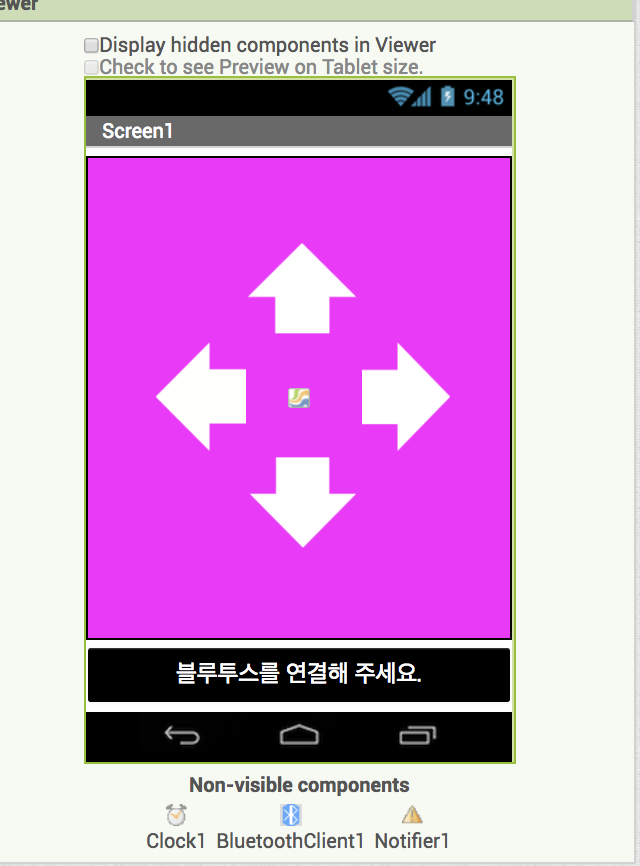 Display hidden components in Viewer
Check to see Preview on Tablet size.
9:48
Screen1
블루투스를 연결해 주세요.
Non-visible components
Clock1 BluetoothClient1 Notifier1